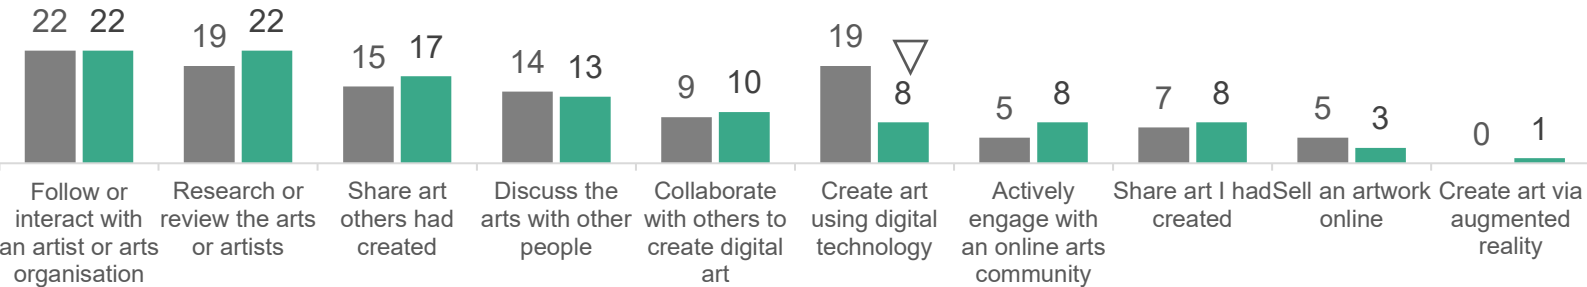 22 22
19 22
15 17
14 13
9 10
19 8
5 8
7 8
5 3
0 1
Follow or
interact with
an artist or arts
organisation
Research or
review the arts
or artists
Share art
others had
created
Discuss the
arts with other
people
Collaborate
with others to
create digital
art
Create art
using digital
technology
Actively
engage with
an online arts
community
Share art I had
created
Sell an artwork
online
Create art via
augmented
reality